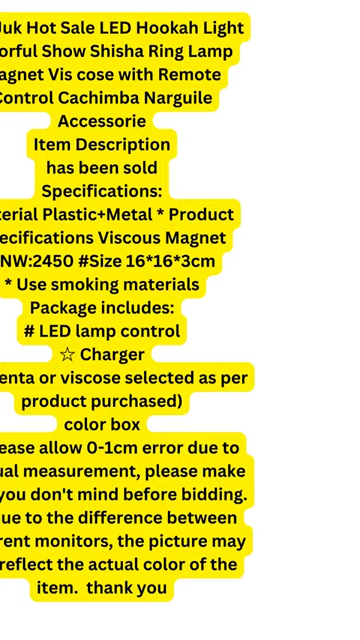 Juk Hot Sale LED Hookah Light
orful Show Shisha Ring Lamp
agnet Vis cose with Remote
Control Cachimba Narguile
Accessorie
Item Description
has been sold
Specifications:
terial Plastic+Metal * Product
ecifications Viscous Magnet
NW:2450 #Size 16*16*3cm
* Use smoking materials
Package includes:
# LED lamp control
☆ Charger
enta or viscose selected as per
product purchased)
color box
ease allow 0-1cm error due to
ual measurement, please make
you don't mind before bidding.
ue to the difference between
rent monitors, the picture may
reflect the actual color of the
item. thank you